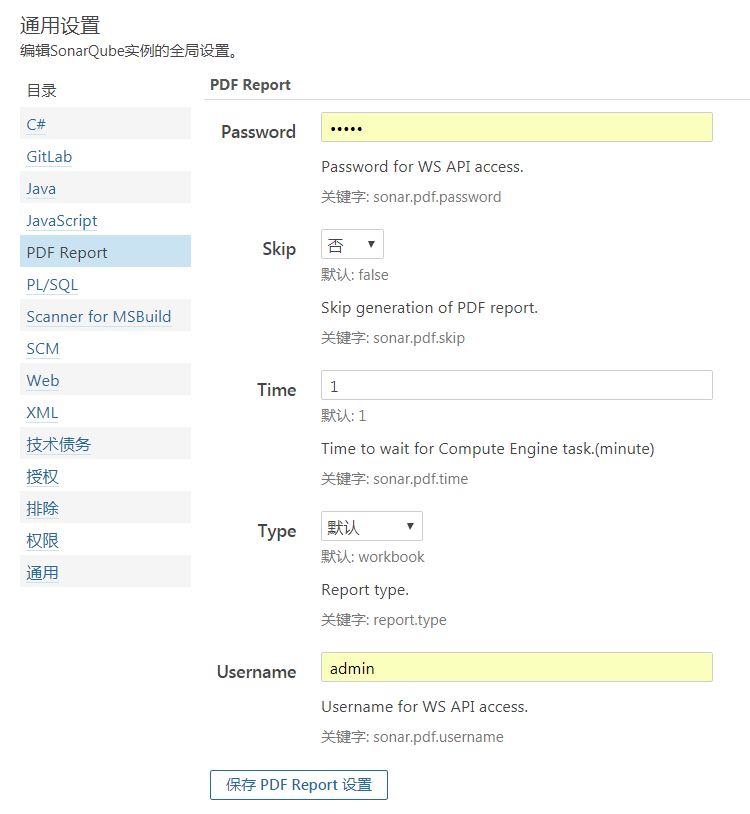 通用设置
编辑SonarQube实例的全局设置。
目录
C#
GitLab
Java
JavaScript
PDF Report
PL/SQL
Scanner for MSBuild
SCM
Web
XML
技术债务
授权
排除
权限
通用
PDF Report
Password
•••••
Password for WS API access.
关键字: sonar.pdf.password
Skip
否
默认: false
Skip generation of PDF report.
关键字: sonar.pdf.skip
Time
1
默认: 1
Time to wait for Compute Engine task.(minute)
关键字: sonar.pdf.time
Type
默认
默认: workbook
Report type.
关键字: report.type
Username
admin
Username for WS API access.
关键字: sonar.pdf.username
保存 PDF Report 设置